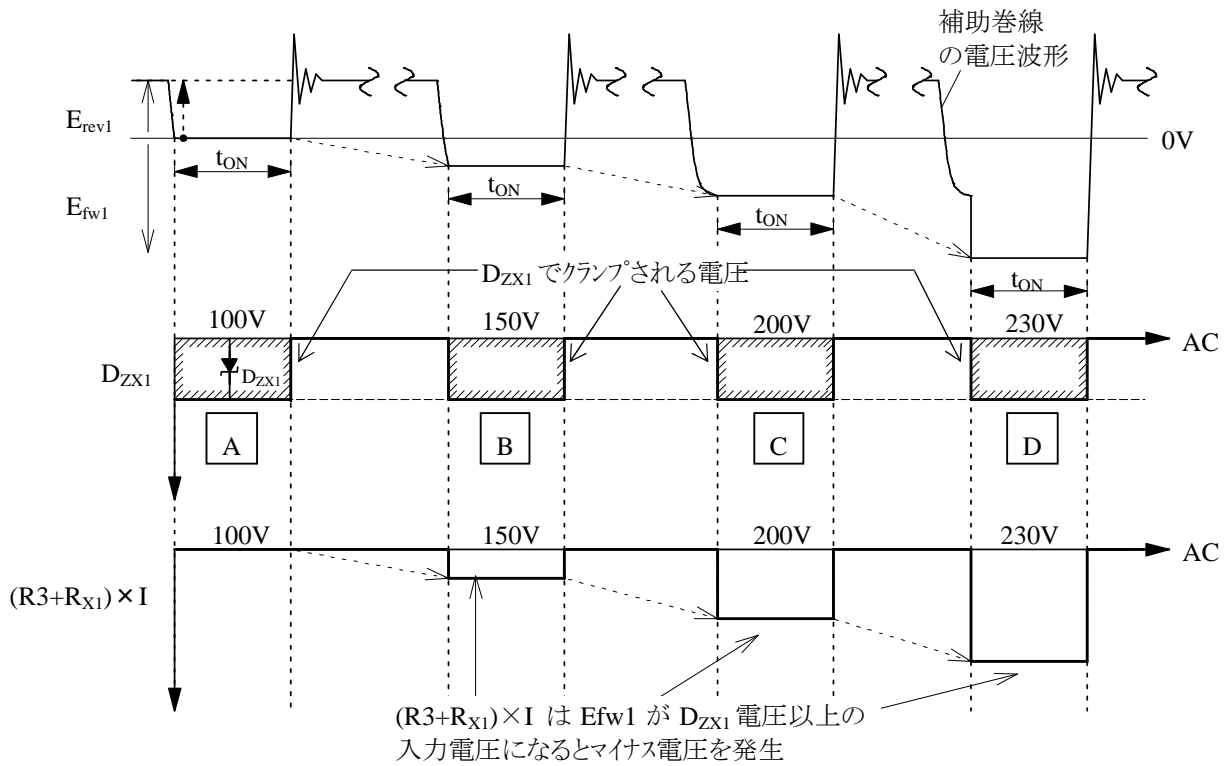 補助巻線
の電圧波形
Erev1
0V
tON
tON
Efw1
tON
DZX1 でクランプされる電圧
tON
100V
150V
200V
230V
AC
DZX1
DZX1
A
B
C
D
100V
150V
200V
230V
AC
(R3+RX1)×I
(R3+RX1)×I は Efw1 が DZX1 電圧以上の
入力電圧になるとマイナス電圧を発生